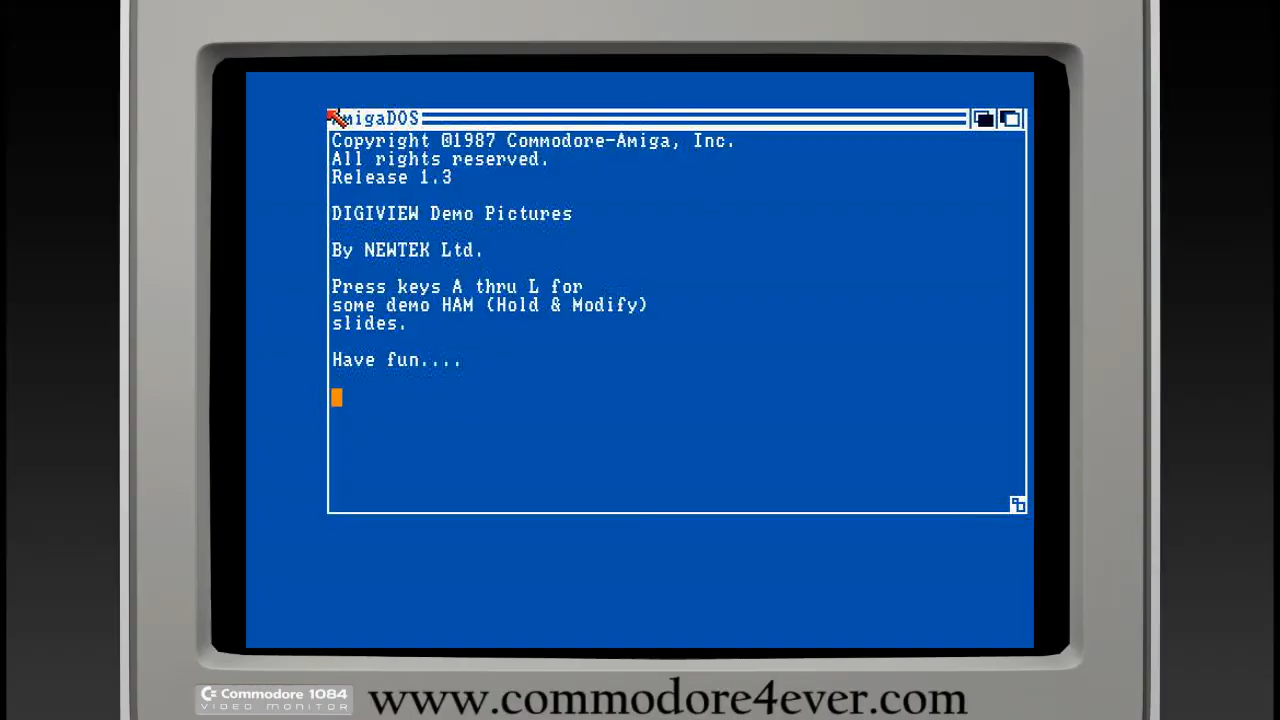 AmigaDOS
Copyright @1987 Commodore-Amiga, Inc.
All rights reserved.
Release 1.3
DIGIVIEW Demo Pictures
By NEWTEK Ltd.
Press keys A thru L for
some demo HAM (Hold & Modify)
slides.
Have fun....
Commodore 1084
VIDEO MONITOR
www.commodore4ever.com